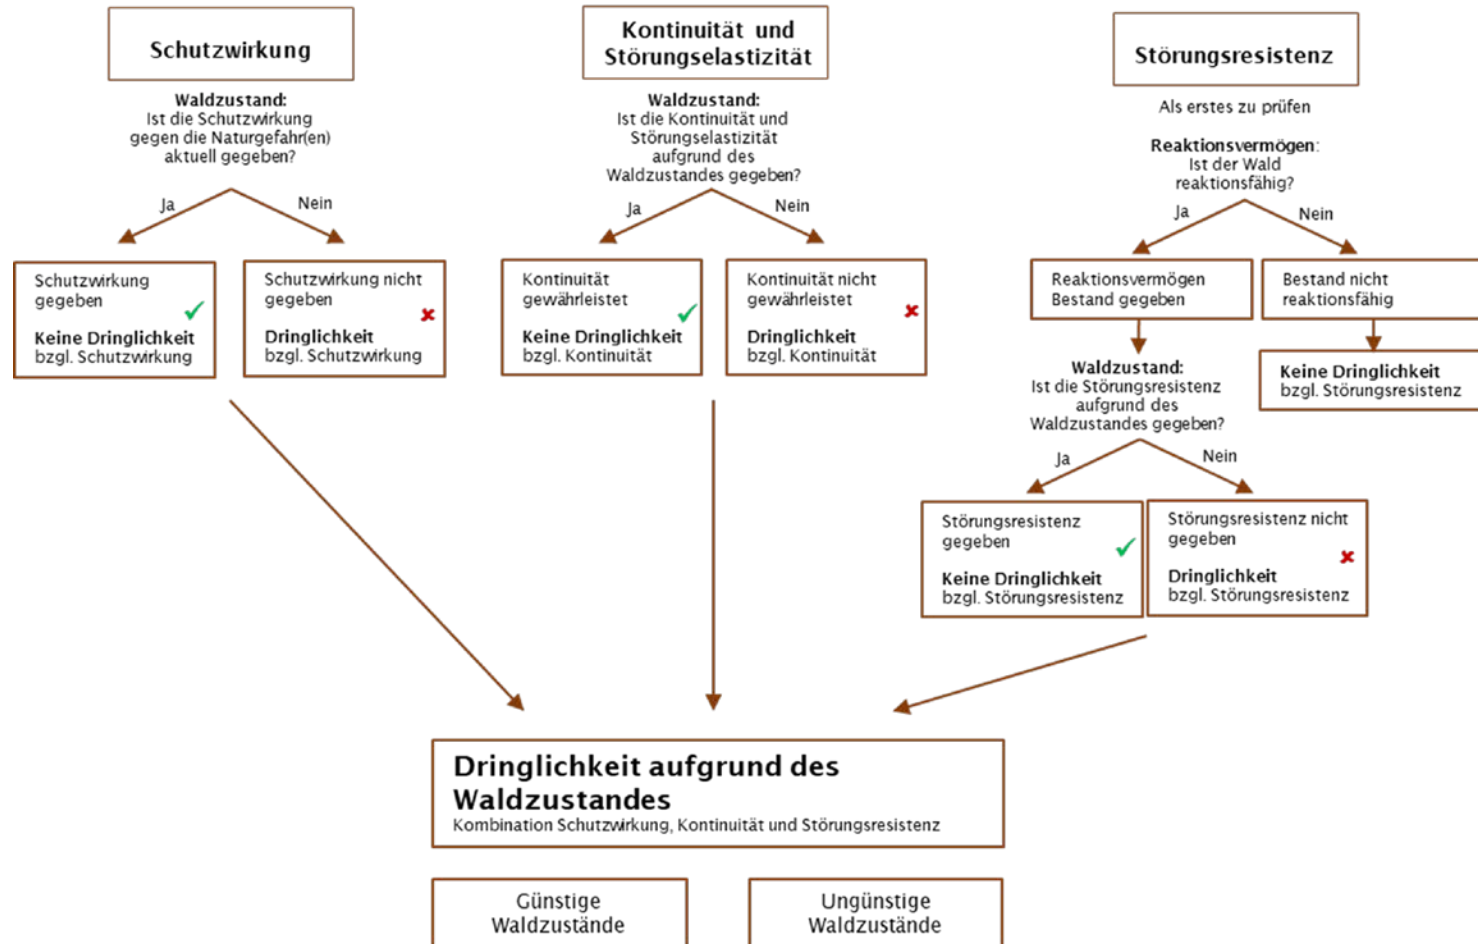 Schutzwirkung
Waldzustand:
Ist die Schutzwirkung
gegen die Naturgefahr(en)
aktuell gegeben?
Ja
Nein
Schutzwirkung
gegeben
Keine Dringlichkeit
bzgl. Schutzwirkung
Schutzwirkung nicht
gegeben
Dringlichkeit
bzgl. Schutzwirkung
Kontinuität und
Störungselastizität
Waldzustand:
Ist die Kontinuität und
Störungselastizität
aufgrund des
Waldzustandes gegeben?
Ja
Nein
Kontinuität
gewährleistet
Keine Dringlichkeit
bzgl. Kontinuität
Kontinuität nicht
gewährleistet
Dringlichkeit
bzgl. Kontinuität
Störungsresistenz
Als erstes zu prüfen
Reaktionsvermögen:
Ist der Wald
reaktionsfähig?
Ja
Nein
Reaktionsvermögen
Bestand gegeben
Bestand nicht
reaktionsfähig
Keine Dringlichkeit
bzgl. Störungsresistenz
Waldzustand:
Ist die Störungsresistenz
aufgrund des
Waldzustandes gegeben?
Ja
Nein
Störungsresistenz
gegeben
Keine Dringlichkeit
bzgl. Störungsresistenz
Störungsresistenz nicht
gegeben
Dringlichkeit
bzgl. Störungsresistenz
Dringlichkeit aufgrund des
Waldzustandes
Kombination Schutzwirkung, Kontinuität und Störungsresistenz
Günstige
Waldzustände
Ungünstige
Waldzustände